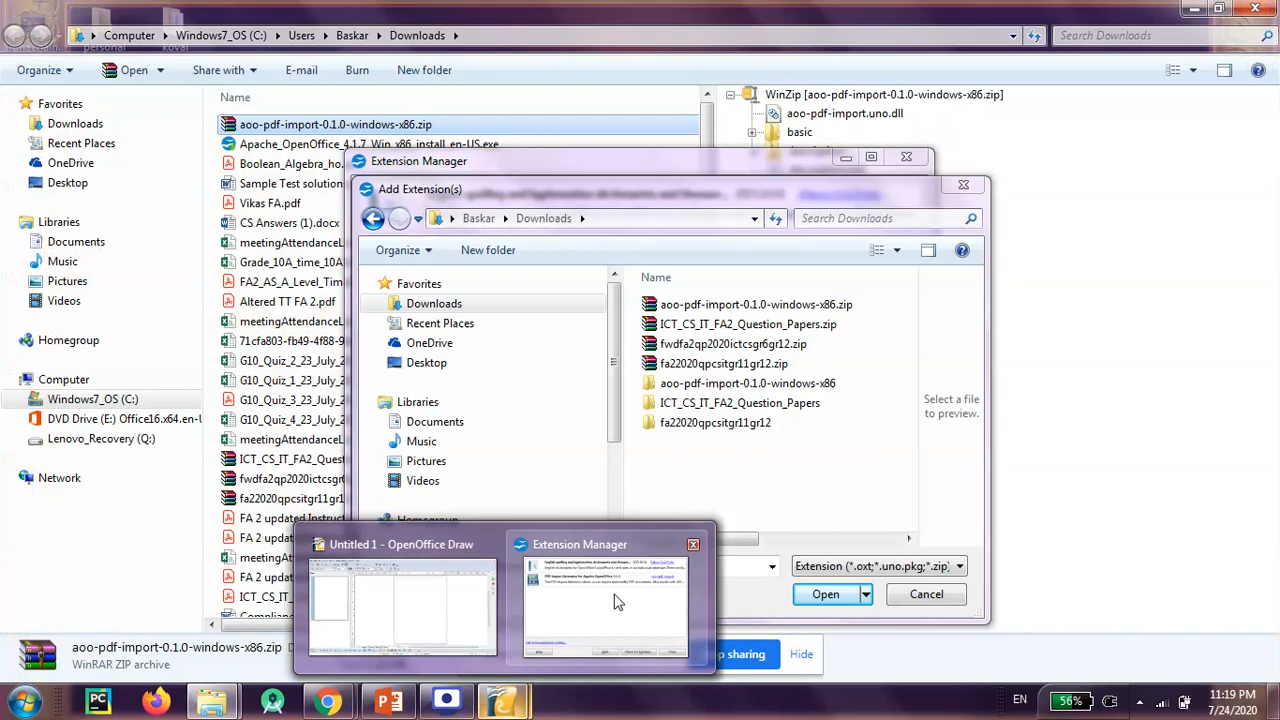 personal
koval
Computer
Windows7_OS (C:)
Users
Baskar
Downloads
Search Downloads
Organize
Open
Share with
E-mail
Burn
New folder
Name
Favorites
Downloads
Recent Places
OneDrive
Desktop
Libraries
Documents
Music
Pictures
Videos
Homegroup
Computer
Windows7_OS (C:)
DVD Drive (E:) Office16.x64.en-U
Lenovo_Recovery (Q:)
Network
aoo-pdf-import-0.1.0-windows-x86.zip
Apache_OpenOffice_4.1.7_Win_x86_install_en-US.exe
Boolean_Algebra_ho
Sample Test solution
Vikas FA.pdf
CS Answers (1).docx
meetingAttendanceL
Grade_10A_time_10A
FA2_AS_A_Level_Time
Altered TT FA 2.pdf
meetingAttendanceL
71cfa803-fb49-4f88-9
G10_Quiz_2_23_July_2
G10_Quiz_1_23_July_2
G10_Quiz_3_23_July_2
G10_Quiz_4_23_July_2
meetingAttendanceL
ICT_CS_IT_FA2_Quest
fwdfa2qp2020ictcsgr6
fa22020qpcsitgr11gr1
FA 2 updated Instruct
FA 2 updated
meetingAttend
FA 2 updated
ICT_CS_IT_FA
WinZip [aoo-pdf-import-0.1.0-windows-x86.zip]
aoo-pdf-import.uno.dll
basic
Extension Manager
Add Extension(s)
Baskar
Downloads
Search Downloads
Organize
New folder
Favorites
Downloads
Recent Places
OneDrive
Desktop
Libraries
Documents
Music
Pictures
Videos
Name
aoo-pdf-import-0.1.0-windows-x86.zip
ICT_CS_IT_FA2_Question_Papers.zip
fwdfa2qp2020ictcsgr6gr12.zip
fa22020qpcsitgr11gr12.zip
aoo-pdf-import-0.1.0-windows-x86
ICT_CS_IT_FA2_Question_Papers
fa22020qpcsitgr11gr12
Select a file
to preview.
Extension (*.oxt;*.uno.pkg;*.zip)
Open
Cancel
Untitled 1 - OpenOffice Draw
Extension Manager
aoo-pdf-import-0.1.0-windows-x86.zip
WinRAR ZIP archive
p sharing
Hide
EN
56%
11:19 PM
7/24/2020